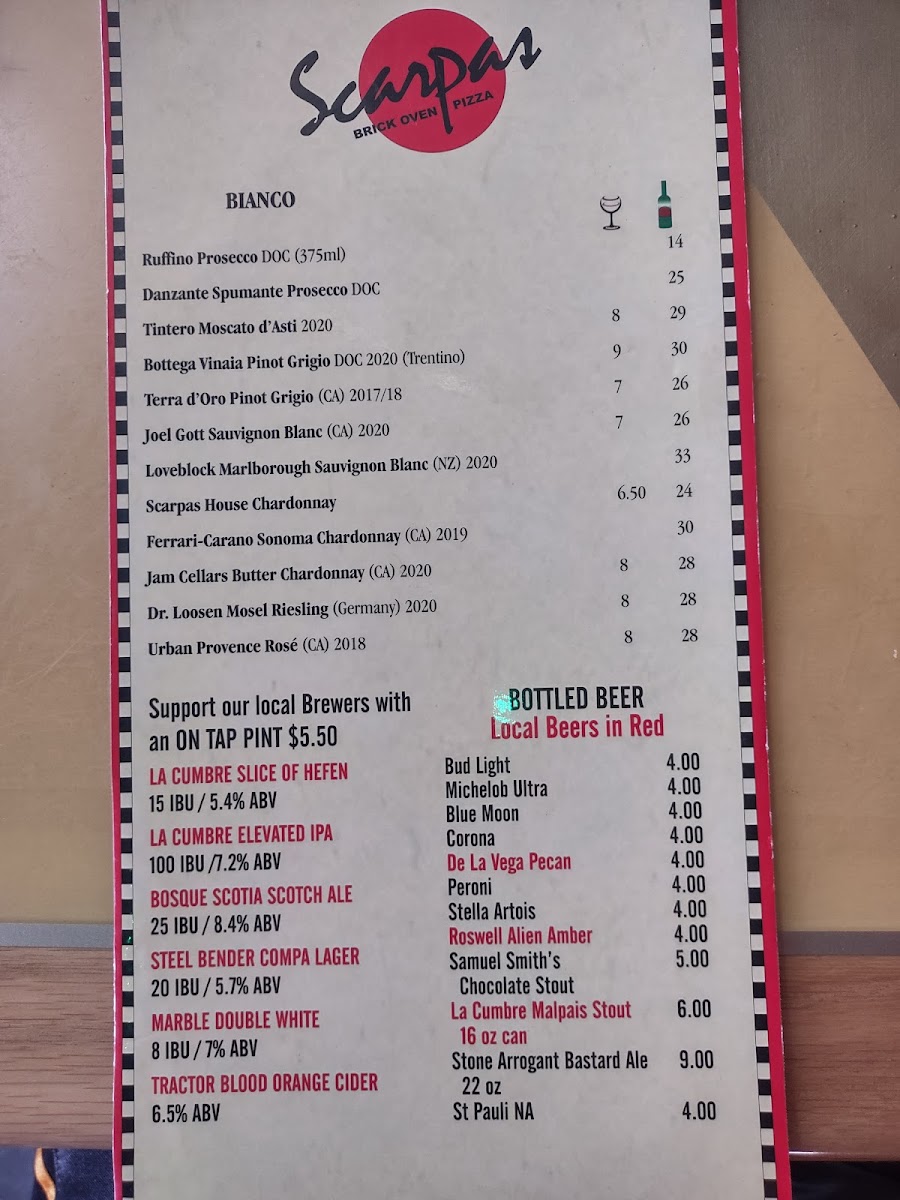 Scarpas
BRICK OVEN PIZZA
BIANCO
Ruffino Prosecco DOC (375ml) 14
Danzante Spumante Prosecco DOC 25
Tintero Moscato d'Asti 2020 8 29
Bottega Vinaia Pinot Grigio DOC 2020 (Trentino) 9 30
Terra d'Oro Pinot Grigio (CA) 2017/18 7 26
Joel Gott Sauvignon Blanc (CA) 2020 7 26
Loveblock Marlborough Sauvignon Blanc (NZ) 2020 33
Scarpas House Chardonnay 6.50 24
Ferrari-Carano Sonoma Chardonnay (CA) 2019 30
Jam Cellars Butter Chardonnay (CA) 2020 8 28
Dr. Loosen Mosel Riesling (Germany) 2020 8 28
Urban Provence Rosé (CA) 2018 8 28
Support our local Brewers with
an ON TAP PINT $5.50
LA CUMBRE SLICE OF HEFEN
15 IBU / 5.4% ABV
LA CUMBRE ELEVATED IPA
100 IBU /7.2% ABV
BOSQUE SCOTIA SCOTCH ALE
25 IBU / 8.4% ABV
STEEL BENDER COMPA LAGER
20 IBU / 5.7% ABV
MARBLE DOUBLE WHITE
8 IBU / 7% ABV
TRACTOR BLOOD ORANGE CIDER
6.5% ABV
BOTTLED BEER
Local Beers in Red
Bud Light 4.00
Michelob Ultra 4.00
Blue Moon 4.00
Corona 4.00
De La Vega Pecan 4.00
Peroni 4.00
Stella Artois 4.00
Roswell Alien Amber 4.00
Samuel Smith's 5.00
Chocolate Stout
La Cumbre Malpais Stout 6.00
16 oz can
Stone Arrogant Bastard Ale 9.00
22 oz
St Pauli NA 4.00